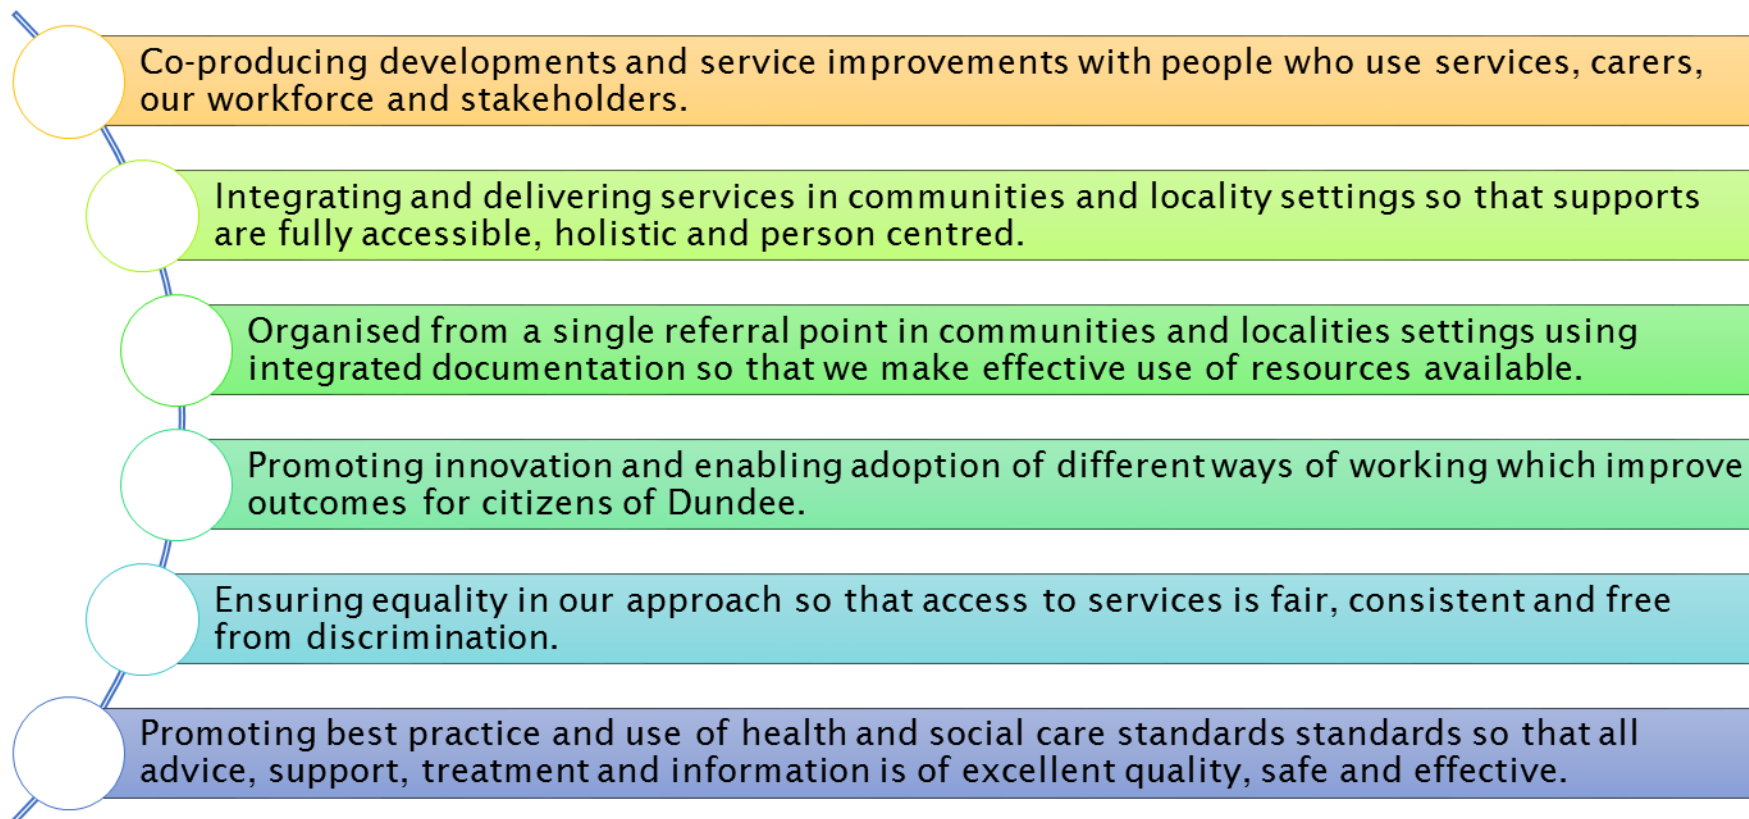 Co-producing developments and service improvements with people who use services, carers,
our workforce and stakeholders.
Integrating and delivering services in communities and locality settings so that supports
are fully accessible, holistic and person centred.
Organised from a single referral point in communities and localities settings using
integrated documentation so that we make effective use of resources available.
Promoting innovation and enabling adoption of different ways of working which improve
outcomes for citizens of Dundee.
Ensuring equality in our approach so that access to services is fair, consistent and free
from discrimination.
Promoting best practice and use of health and social care standards standards so that all
advice, support, treatment and information is of excellent quality, safe and effective.